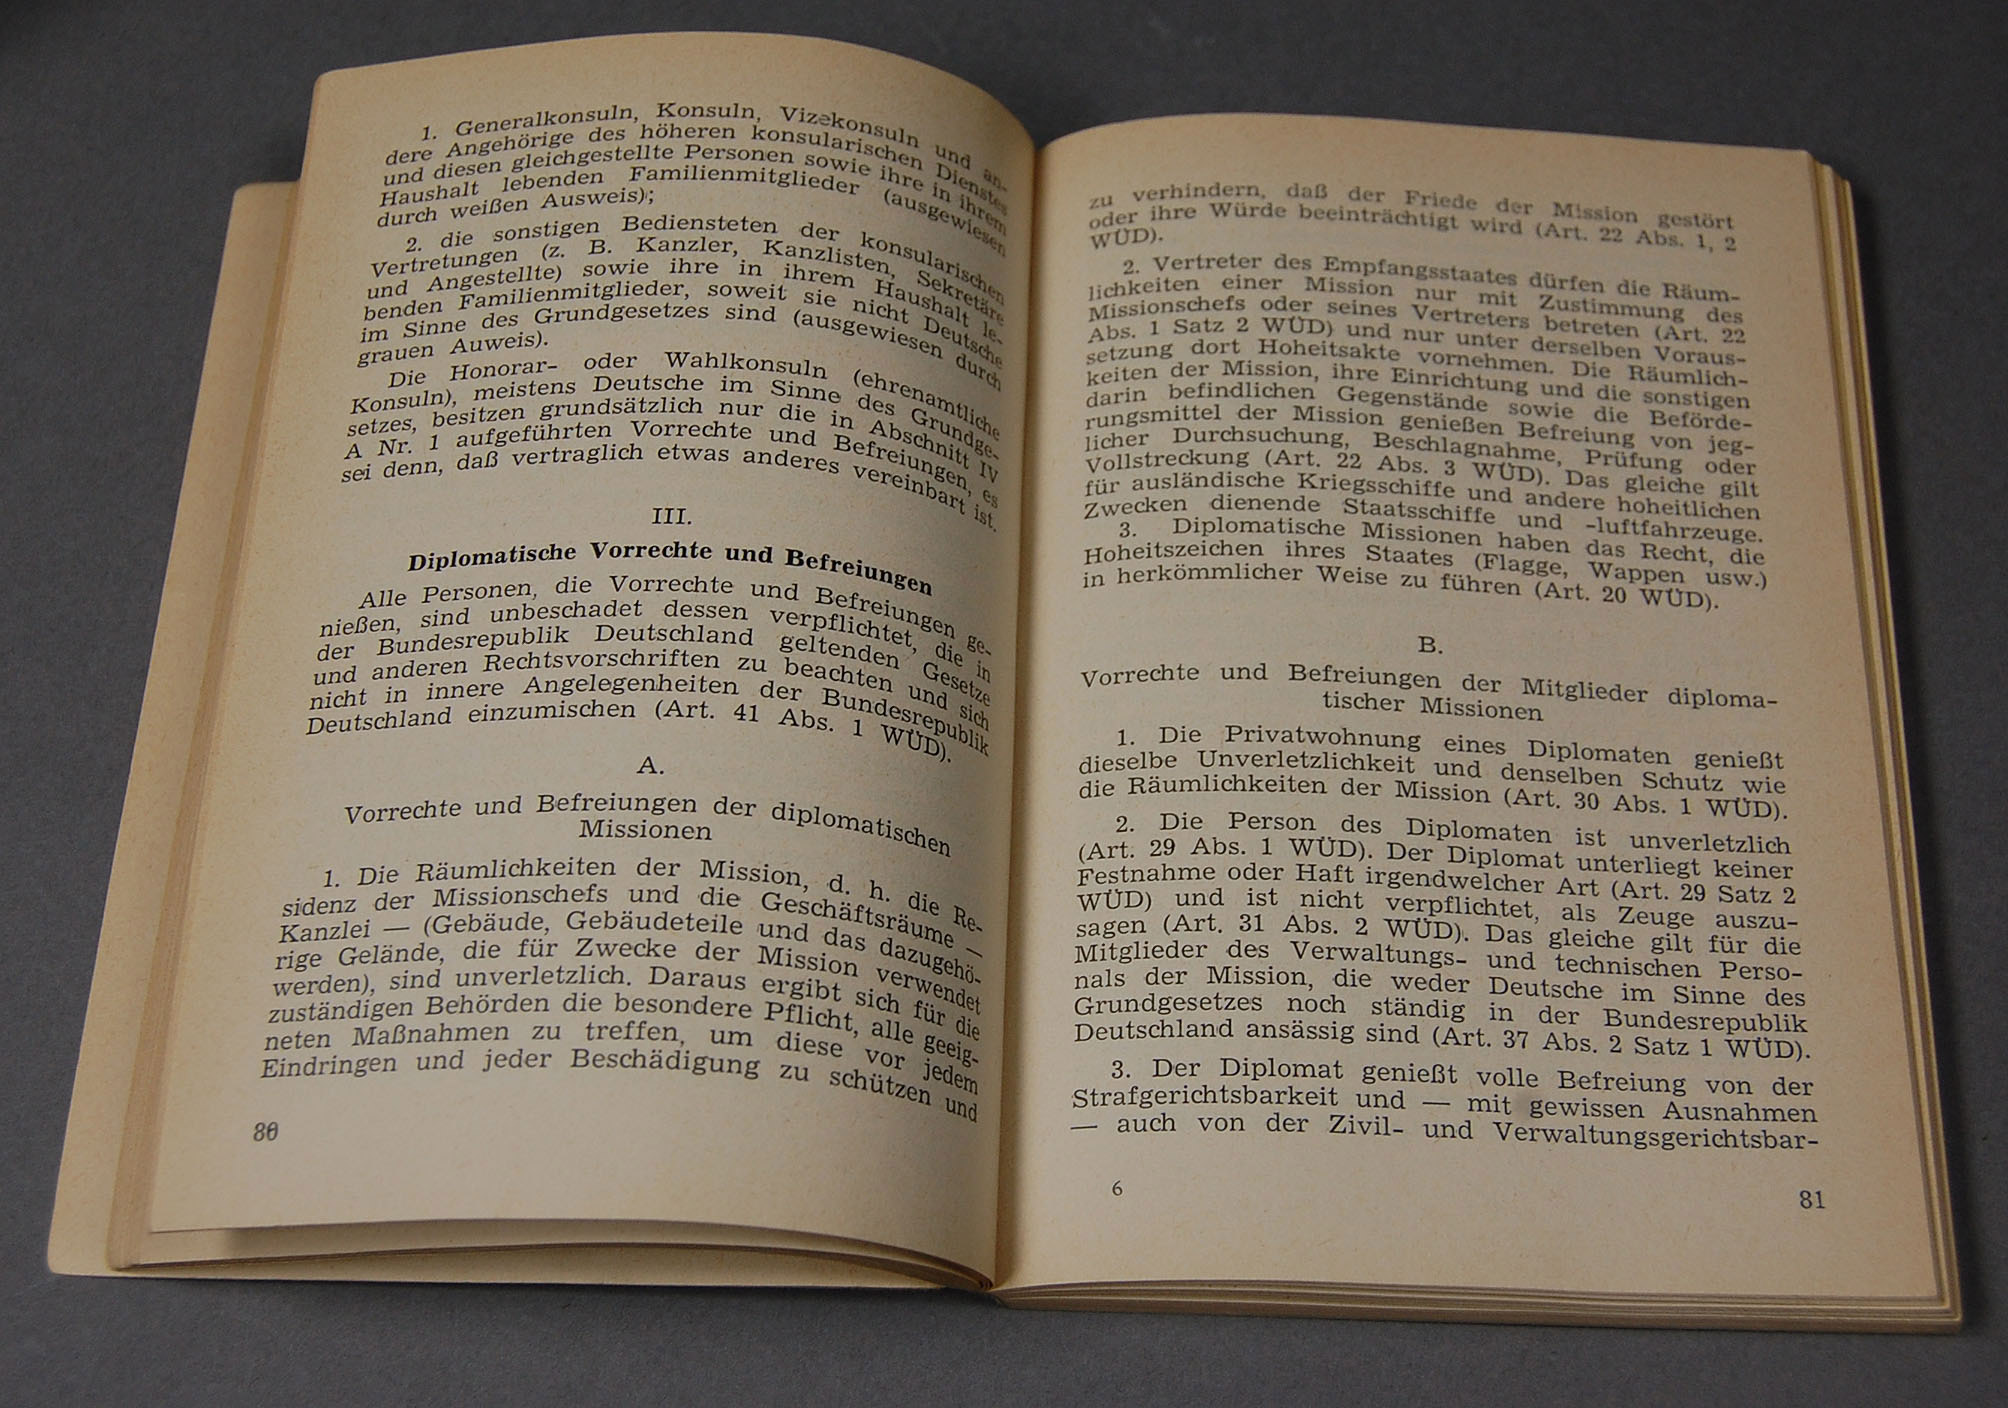 1. Generalkonsuln, Konsuln, Vizekonsuln und an-
dere Angehörige des höheren konsularischen Dienstes
und diesen gleichgestellte Personen sowie ihre in ihrem
Haushalt lebenden Familienmitglieder (ausgewiesen
durch weißen Ausweis);
2. die sonstigen Bediensteten der konsularischen
Vertretungen (z. B. Kanzler, Kanzlisten, Sekretäre
und Angestellte) sowie ihre in ihrem Haushalt le-
benden Familienmitglieder, soweit sie nicht Deutsche
im Sinne des Grundgesetzes sind (ausgewiesen durch
grauen Auweis).
Die Honorar- oder Wahlkonsuln (ehrenamtliche
Konsuln), meistens Deutsche im Sinne des Grundge-
setzes, besitzen grundsätzlich nur die in Abschnitt IV
A Nr. 1 aufgeführten Vorrechte und Befreiungen, es
sei denn, daß vertraglich etwas anderes vereinbart ist.
III.
Diplomatische Vorrechte und Befreiungen
Alle Personen, die Vorrechte und Befreiungen ge-
nießen, sind unbeschadet dessen verpflichtet, die in
der Bundesrepublik Deutschland geltenden Gesetze
und anderen Rechtsvorschriften zu beachten und sich
nicht in innere Angelegenheiten der Bundesrepublik
Deutschland einzumischen (Art. 41 Abs. 1 WÜD).
A.
Vorrechte und Befreiungen der diplomatischen
Missionen
1. Die Räumlichkeiten der Mission, d. h. die Re-
sidenz der Missionschefs und die Geschäftsräume —
Kanzlei — (Gebäude, Gebäudeteile und das dazugehö-
rige Gelände, die für Zwecke der Mission verwendet
werden), sind unverletzlich. Daraus ergibt sich für die
zuständigen Behörden die besondere Pflicht, alle geeig-
neten Maßnahmen zu treffen, um diese vor jedem
Eindringen und jeder Beschädigung zu schützen und
80
zu verhindern, daß der Friede der Mission gestört
oder ihre Würde beeinträchtigt wird (Art. 22 Abs. 1, 2
WÜD).
2. Vertreter des Empfangsstaates dürfen die Räum-
lichkeiten einer Mission nur mit Zustimmung des
Missionschefs oder seines Vertreters betreten (Art. 22
Abs. 1 Satz 2 WÜD) und nur unter derselben Voraus-
setzung dort Hoheitsakte vornehmen. Die Räumlich-
keiten der Mission, ihre Einrichtung und die sonstigen
darin befindlichen Gegenstände sowie die Beförde-
rungsmittel der Mission genießen Befreiung von jeg-
licher Durchsuchung, Beschlagnahme, Prüfung oder
Vollstreckung (Art. 22 Abs. 3 WÜD). Das gleiche gilt
für ausländische Kriegsschiffe und andere hoheitlichen
Zwecken dienende Staatsschiffe und -luftfahrzeuge.
3. Diplomatische Missionen haben das Recht, die
Hoheitszeichen ihres Staates (Flagge, Wappen usw.)
in herkömmlicher Weise zu führen (Art. 20 WÜD).
B.
Vorrechte und Befreiungen der Mitglieder diploma-
tischer Missionen
1. Die Privatwohnung eines Diplomaten genießt
dieselbe Unverletzlichkeit und denselben Schutz wie
die Räumlichkeiten der Mission (Art. 30 Abs. 1 WÜD).
2. Die Person des Diplomaten ist unverletzlich
(Art. 29 Abs. 1 WÜD). Der Diplomat unterliegt keiner
Festnahme oder Haft irgendwelcher Art (Art. 29 Satz 2
WÜD) und ist nicht verpflichtet, als Zeuge auszu-
sagen (Art. 31 Abs. 2 WÜD). Das gleiche gilt für die
Mitglieder des Verwaltungs- und technischen Perso-
nals der Mission, die weder Deutsche im Sinne des
Grundgesetzes noch ständig in der Bundesrepublik
Deutschland ansässig sind (Art. 37 Abs. 2 Satz 1 WÜD).
3. Der Diplomat genießt volle Befreiung von der
Strafgerichtsbarkeit und — mit gewissen Ausnahmen
— auch von der Zivil- und Verwaltungsgerichtsbar-
6
81